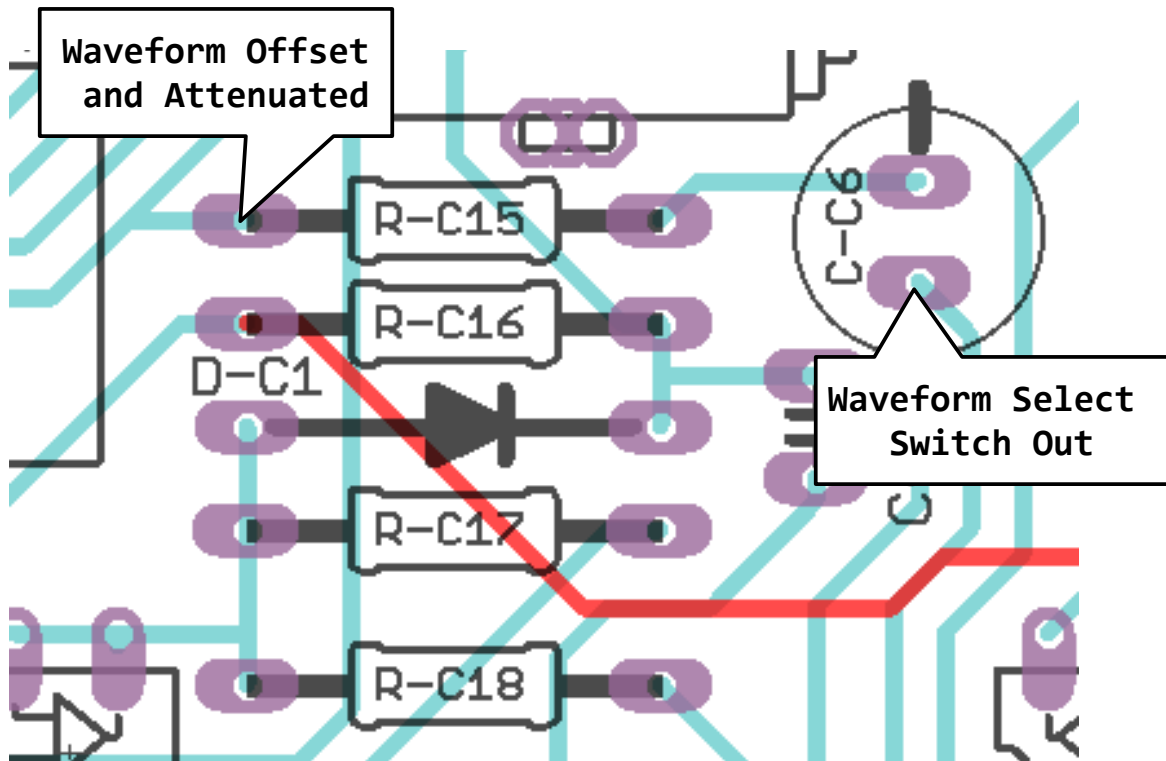 Waveform Offset
and Attenuated
R-C15
C-C6
R-C16
D-C1
Waveform Select
Switch Out
R-C17
C
R-C18